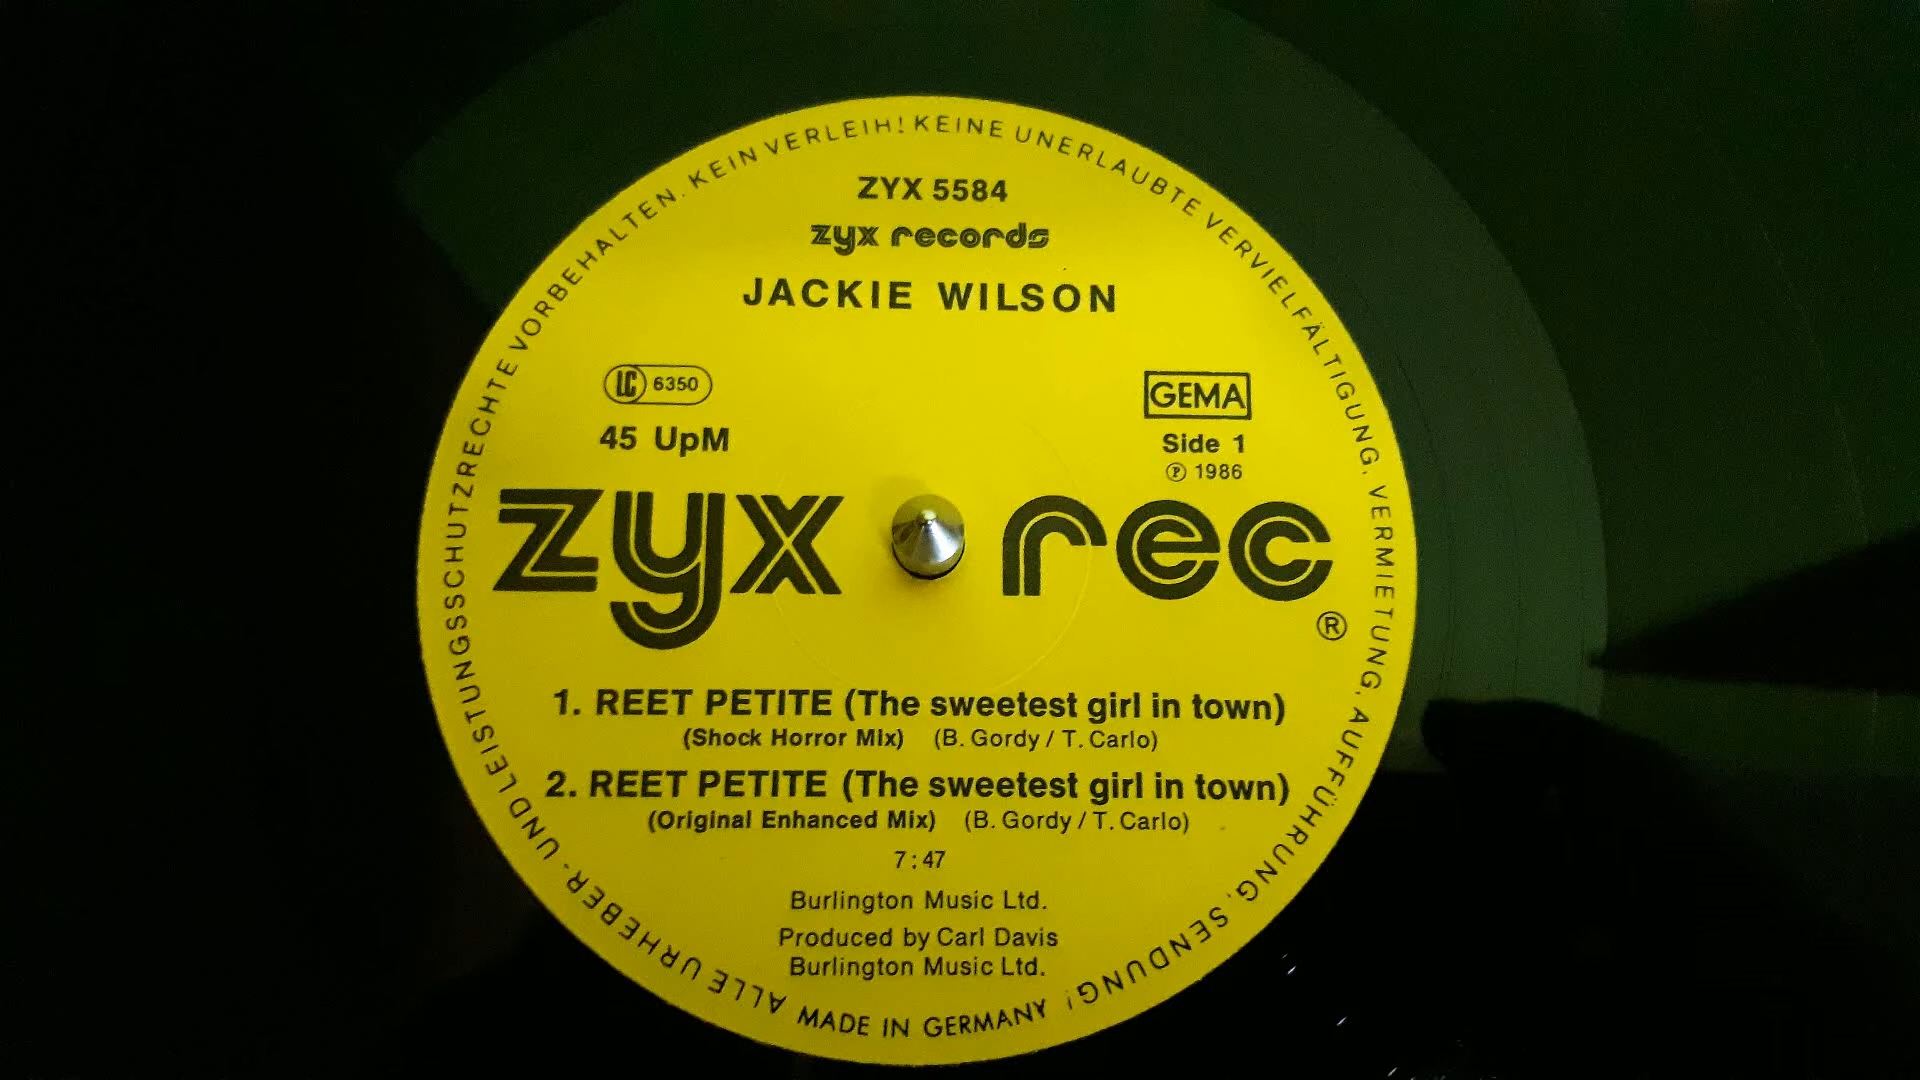 ZYX 5584
zyx records
JACKIE WILSON
LC 6350
GEMA
45 UpM
Side 1
Ⓟ 1986
zyx rec®
1. REET PETITE (The sweetest girl in town)
(Shock Horror Mix) (B. Gordy / T. Carlo)
2. REET PETITE (The sweetest girl in town)
(Original Enhanced Mix) (B. Gordy / T. Carlo)
7:47
Burlington Music Ltd.
Produced by Carl Davis
Burlington Music Ltd.
ALLE URHEBER- UND LEISTUNGSSCHUTZRECHTE VORBEHALTEN. KEIN VERLEIH! KEINE UNERLAUBTE VERVIELFÄLTIGUNG, VERMIETUNG, AUFFÜHRUNG, SENDUNG!
MADE IN GERMANY